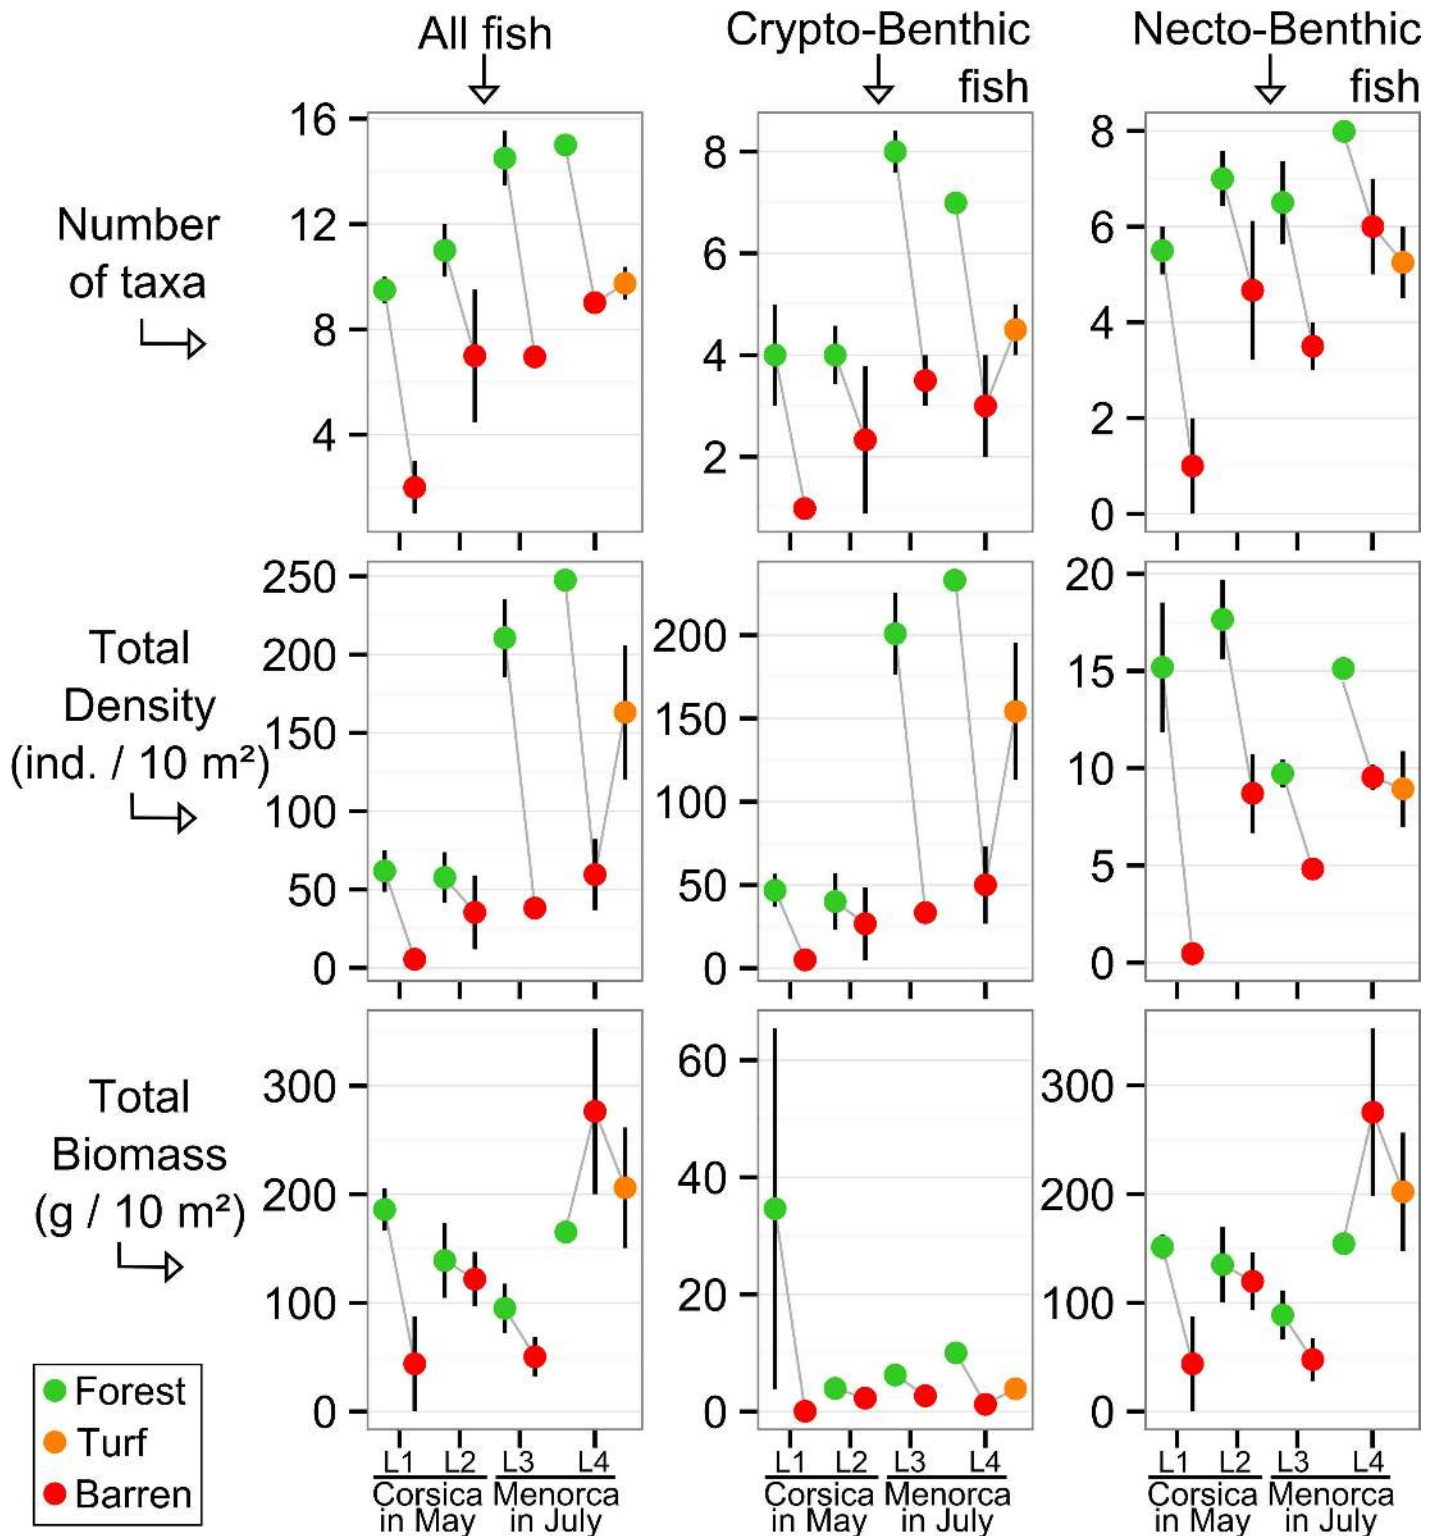 All fish
Crypto-Benthic
fish
Necto-Benthic
fish
Number
of taxa
16
12
8
4
8
6
4
2
8
6
4
2
0
Total
Density
(ind. / 10 m²)
250
200
150
100
50
0
200
150
100
50
0
20
15
10
5
0
Total
Biomass
(g / 10 m²)
300
200
100
0
60
40
20
0
300
200
100
0
Forest
Turf
Barren
L1 L2 L3 L4
Corsica Menorca
in May in July
L1 L2 L3 L4
Corsica Menorca
in May in July
L1 L2 L3 L4
Corsica Menorca
in May in July